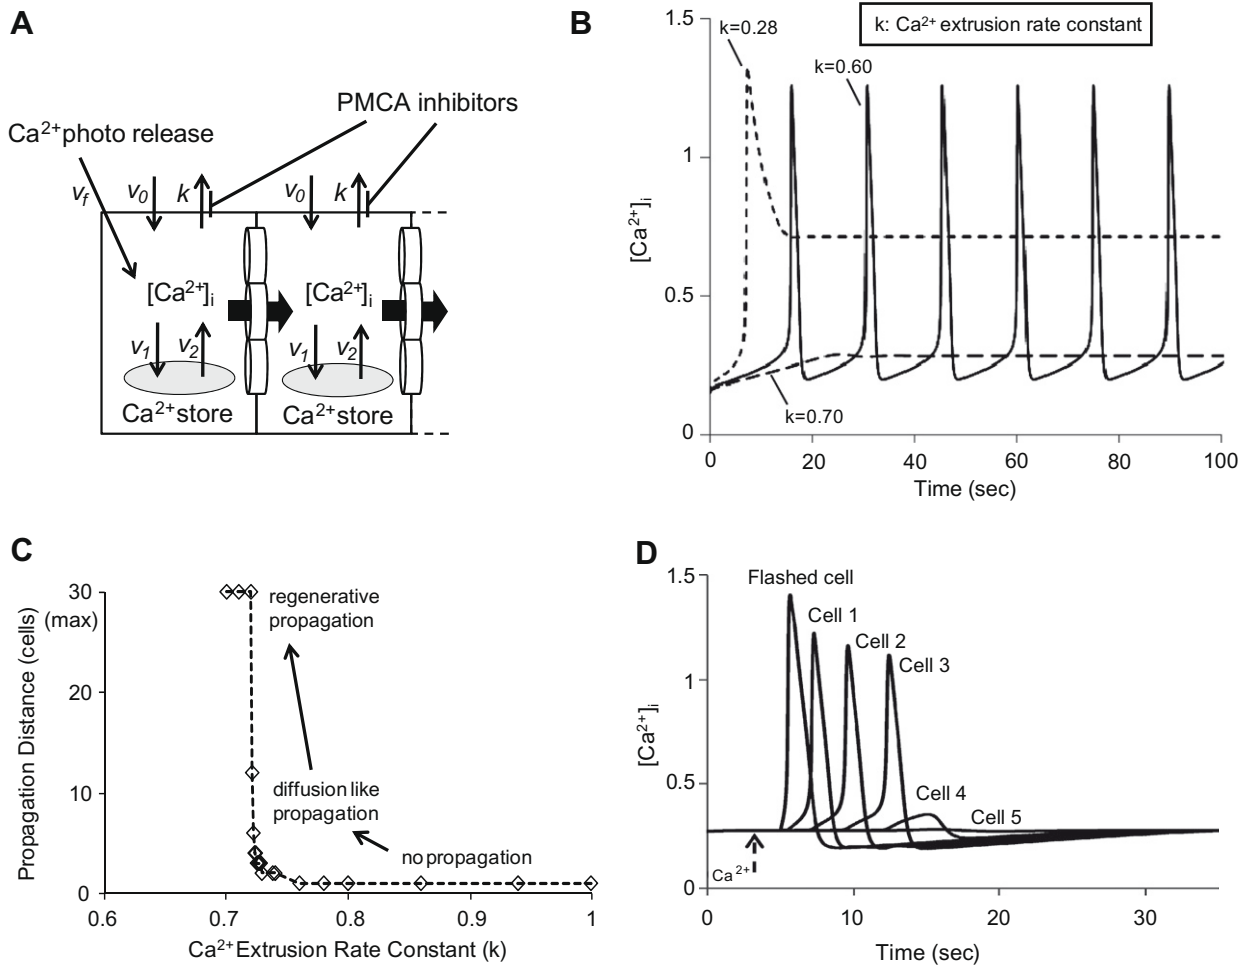 A
PMCA inhibitors
Ca²⁺photo release
v_f
v₀
k
v₀
k
[Ca²⁺]ᵢ
[Ca²⁺]ᵢ
v₁
v₂
v₁
v₂
Ca²⁺store
Ca²⁺store
B
k: Ca²⁺ extrusion rate constant
k=0.28
k=0.60
k=0.70
[Ca²⁺]ᵢ
1.5
1
0.5
0
0
20
40
60
80
100
Time (sec)
C
Propagation Distance (cells)
30
(max)
20
10
0
regenerative
propagation
diffusion like
propagation
no propagation
0.6
0.7
0.8
0.9
1
Ca²⁺Extrusion Rate Constant (k)
D
[Ca²⁺]ᵢ
1.5
1
0.5
0
Flashed cell
Cell 1
Cell 2
Cell 3
Cell 4
Cell 5
Ca²⁺
0
10
20
30
Time (sec)